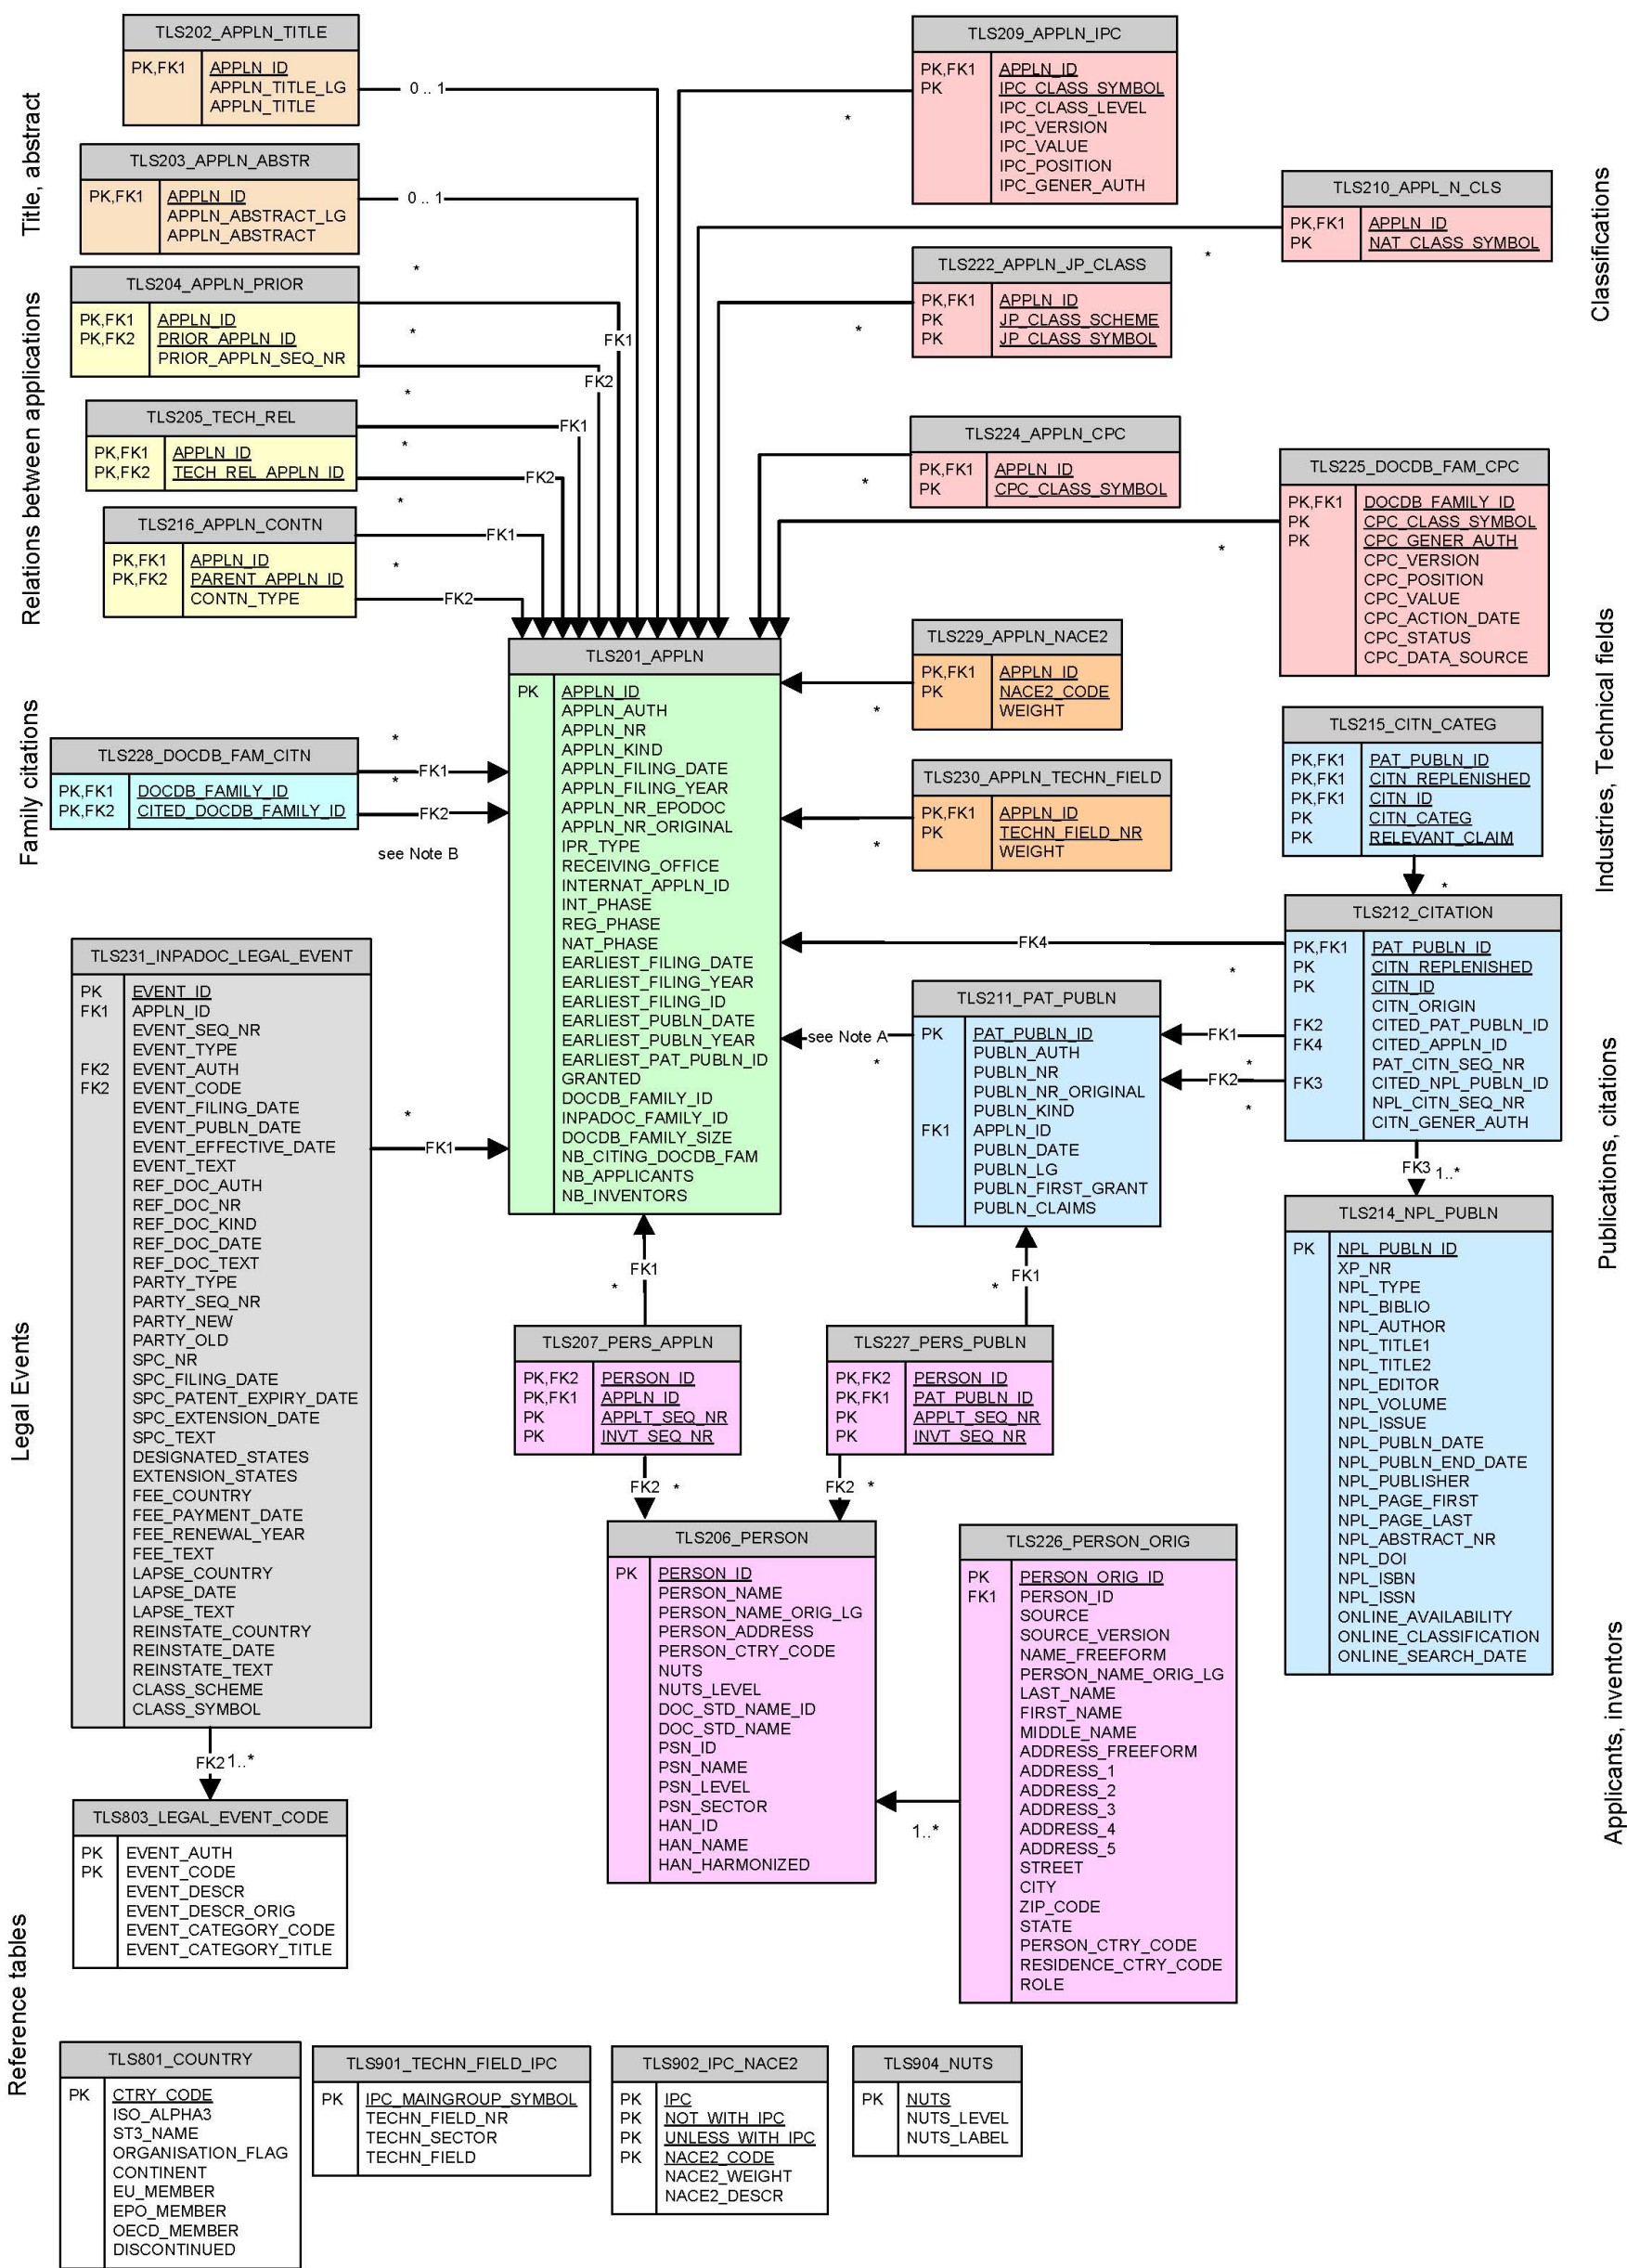 Title, abstract
TLS202_APPLN_TITLE
PK,FK1 APPLN_ID
APPLN_TITLE_LG
APPLN_TITLE
0 .. 1
TLS203_APPLN_ABSTR
PK,FK1 APPLN_ID
APPLN_ABSTRACT_LG
APPLN_ABSTRACT
0 .. 1
Relations between applications
TLS204_APPLN_PRIOR
PK,FK1 APPLN_ID
PK,FK2 PRIOR_APPLN_ID
PRIOR_APPLN_SEQ_NR
*
*
FK1
FK2
TLS205_TECH_REL
PK,FK1 APPLN_ID
PK,FK2 TECH_REL_APPLN_ID
*
*
FK1
FK2
TLS216_APPLN_CONTN
PK,FK1 APPLN_ID
PK,FK2 PARENT_APPLN_ID
CONTN_TYPE
*
*
FK1
FK2
Classifications
TLS209_APPLN_IPC
PK,FK1 APPLN_ID
PK IPC_CLASS_SYMBOL
IPC_CLASS_LEVEL
IPC_VERSION
IPC_VALUE
IPC_POSITION
IPC_GENER_AUTH
*
TLS210_APPL_N_CLS
PK,FK1 APPLN_ID
PK NAT_CLASS_SYMBOL
*
TLS222_APPLN_JP_CLASS
PK,FK1 APPLN_ID
PK JP_CLASS_SCHEME
PK JP_CLASS_SYMBOL
*
TLS224_APPLN_CPC
PK,FK1 APPLN_ID
PK CPC_CLASS_SYMBOL
*
TLS225_DOCDB_FAM_CPC
PK,FK1 DOCDB_FAMILY_ID
PK CPC_CLASS_SYMBOL
PK CPC_GENER_AUTH
CPC_VERSION
CPC_POSITION
CPC_VALUE
CPC_ACTION_DATE
CPC_STATUS
CPC_DATA_SOURCE
*
Family citations
TLS228_DOCDB_FAM_CITN
PK,FK1 DOCDB_FAMILY_ID
PK,FK2 CITED_DOCDB_FAMILY_ID
*
FK1
*
FK2
see Note B
TLS201_APPLN
PK APPLN_ID
APPLN_AUTH
APPLN_NR
APPLN_KIND
APPLN_FILING_DATE
APPLN_FILING_YEAR
APPLN_NR_EPODOC
APPLN_NR_ORIGINAL
IPR_TYPE
RECEIVING_OFFICE
INTERNAT_APPLN_ID
INT_PHASE
REG_PHASE
NAT_PHASE
EARLIEST_FILING_DATE
EARLIEST_FILING_YEAR
EARLIEST_FILING_ID
EARLIEST_PUBLN_DATE
EARLIEST_PUBLN_YEAR
EARLIEST_PAT_PUBLN_ID
GRANTED
DOCDB_FAMILY_ID
INPADOC_FAMILY_ID
DOCDB_FAMILY_SIZE
NB_CITING_DOCDB_FAM
NB_APPLICANTS
NB_INVENTORS
Industries, Technical fields
TLS229_APPLN_NACE2
PK,FK1 APPLN_ID
PK NACE2_CODE
WEIGHT
*
TLS230_APPLN_TECHN_FIELD
PK,FK1 APPLN_ID
PK TECHN_FIELD_NR
WEIGHT
*
Publications, citations
TLS215_CITN_CATEG
PK,FK1 PAT_PUBLN_ID
PK,FK1 CITN_REPLENISHED
PK,FK1 CITN_ID
PK CITN_CATEG
PK RELEVANT_CLAIM
*
TLS212_CITATION
PK,FK1 PAT_PUBLN_ID
PK CITN_REPLENISHED
PK CITN_ID
CITN_ORIGIN
FK2 CITED_PAT_PUBLN_ID
FK4 CITED_APPLN_ID
PAT_CITN_SEQ_NR
FK3 CITED_NPL_PUBLN_ID
NPL_CITN_SEQ_NR
CITN_GENER_AUTH
FK4
*
FK1
*
FK2
*
FK3 1..*
TLS211_PAT_PUBLN
PK PAT_PUBLN_ID
PUBLN_AUTH
PUBLN_NR
PUBLN_NR_ORIGINAL
PUBLN_KIND
FK1 APPLN_ID
PUBLN_DATE
PUBLN_LG
PUBLN_FIRST_GRANT
PUBLN_CLAIMS
see Note A
*
TLS214_NPL_PUBLN
PK NPL_PUBLN_ID
XP_NR
NPL_TYPE
NPL_BIBLIO
NPL_AUTHOR
NPL_TITLE1
NPL_TITLE2
NPL_EDITOR
NPL_VOLUME
NPL_ISSUE
NPL_PUBLN_DATE
NPL_PUBLN_END_DATE
NPL_PUBLISHER
NPL_PAGE_FIRST
NPL_PAGE_LAST
NPL_ABSTRACT_NR
NPL_DOI
NPL_ISBN
NPL_ISSN
ONLINE_AVAILABILITY
ONLINE_CLASSIFICATION
ONLINE_SEARCH_DATE
Legal Events
TLS231_INPADOC_LEGAL_EVENT
PK EVENT_ID
FK1 APPLN_ID
EVENT_SEQ_NR
EVENT_TYPE
FK2 EVENT_AUTH
FK2 EVENT_CODE
EVENT_FILING_DATE
EVENT_PUBLN_DATE
EVENT_EFFECTIVE_DATE
EVENT_TEXT
REF_DOC_AUTH
REF_DOC_NR
REF_DOC_KIND
REF_DOC_DATE
REF_DOC_TEXT
PARTY_TYPE
PARTY_SEQ_NR
PARTY_NEW
PARTY_OLD
SPC_NR
SPC_FILING_DATE
SPC_PATENT_EXPIRY_DATE
SPC_EXTENSION_DATE
SPC_TEXT
DESIGNATED_STATES
EXTENSION_STATES
FEE_COUNTRY
FEE_PAYMENT_DATE
FEE_RENEWAL_YEAR
FEE_TEXT
LAPSE_COUNTRY
LAPSE_DATE
LAPSE_TEXT
REINSTATE_COUNTRY
REINSTATE_DATE
REINSTATE_TEXT
CLASS_SCHEME
CLASS_SYMBOL
*
FK1
FK2 1..*
Applicants, inventors
TLS207_PERS_APPLN
PK,FK2 PERSON_ID
PK,FK1 APPLN_ID
PK APPLT_SEQ_NR
PK INVT_SEQ_NR
FK1
*
FK2 *
TLS227_PERS_PUBLN
PK,FK2 PERSON_ID
PK,FK1 PAT_PUBLN_ID
PK APPLT_SEQ_NR
PK INVT_SEQ_NR
* FK1
FK2 *
TLS206_PERSON
PK PERSON_ID
PERSON_NAME
PERSON_NAME_ORIG_LG
PERSON_ADDRESS
PERSON_CTRY_CODE
NUTS
NUTS_LEVEL
DOC_STD_NAME_ID
DOC_STD_NAME
PSN_ID
PSN_NAME
PSN_LEVEL
PSN_SECTOR
HAN_ID
HAN_NAME
HAN_HARMONIZED
1..*
TLS226_PERSON_ORIG
PK PERSON_ORIG_ID
FK1 PERSON_ID
SOURCE
SOURCE_VERSION
NAME_FREEFORM
PERSON_NAME_ORIG_LG
LAST_NAME
FIRST_NAME
MIDDLE_NAME
ADDRESS_FREEFORM
ADDRESS_1
ADDRESS_2
ADDRESS_3
ADDRESS_4
ADDRESS_5
STREET
CITY
ZIP_CODE
STATE
PERSON_CTRY_CODE
RESIDENCE_CTRY_CODE
ROLE
Reference tables
TLS803_LEGAL_EVENT_CODE
PK EVENT_AUTH
PK EVENT_CODE
EVENT_DESCR
EVENT_DESCR_ORIG
EVENT_CATEGORY_CODE
EVENT_CATEGORY_TITLE
TLS801_COUNTRY
PK CTRY_CODE
ISO_ALPHA3
ST3_NAME
ORGANISATION_FLAG
CONTINENT
EU_MEMBER
EPO_MEMBER
OECD_MEMBER
DISCONTINUED
TLS901_TECHN_FIELD_IPC
PK IPC_MAINGROUP_SYMBOL
TECHN_FIELD_NR
TECHN_SECTOR
TECHN_FIELD
TLS902_IPC_NACE2
PK IPC
PK NOT_WITH_IPC
PK UNLESS_WITH_IPC
PK NACE2_CODE
NACE2_WEIGHT
NACE2_DESCR
TLS904_NUTS
PK NUTS
NUTS_LEVEL
NUTS_LABEL